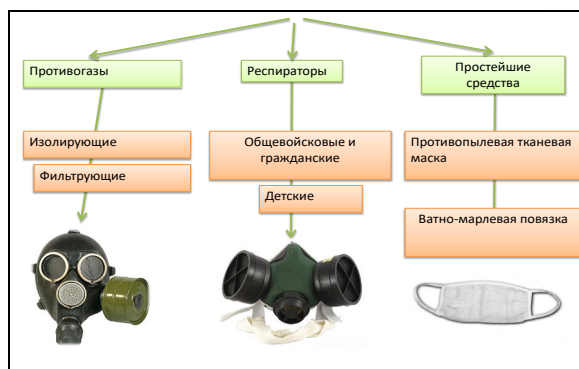 Противогазы
Респираторы
Простейшие
средства
Изолирующие
Фильтрующие
Общевойсковые и
гражданские
Детские
Противопылевая тканевая
маска
Ватно-марлевая повязка